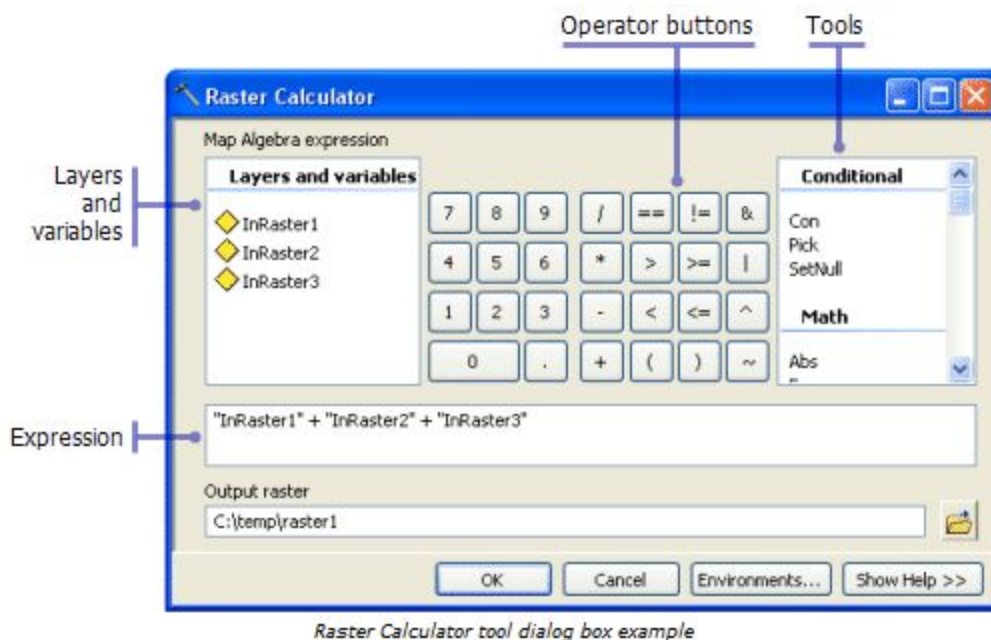 Operator buttons Tools
Raster Calculator
Map Algebra expression
Layers and variables
Layers and variables
InRaster1
InRaster2
InRaster3
7 8 9 / == != &
4 5 6 * > >= |
1 2 3 - < <= ^
0 . + ( ) ~
Conditional
Con
Pick
SetNull
Math
Abs
Expression
"InRaster1" + "InRaster2" + "InRaster3"
Output raster
C:\temp\raster1
OK Cancel Environments... Show Help >>
Raster Calculator tool dialog box example